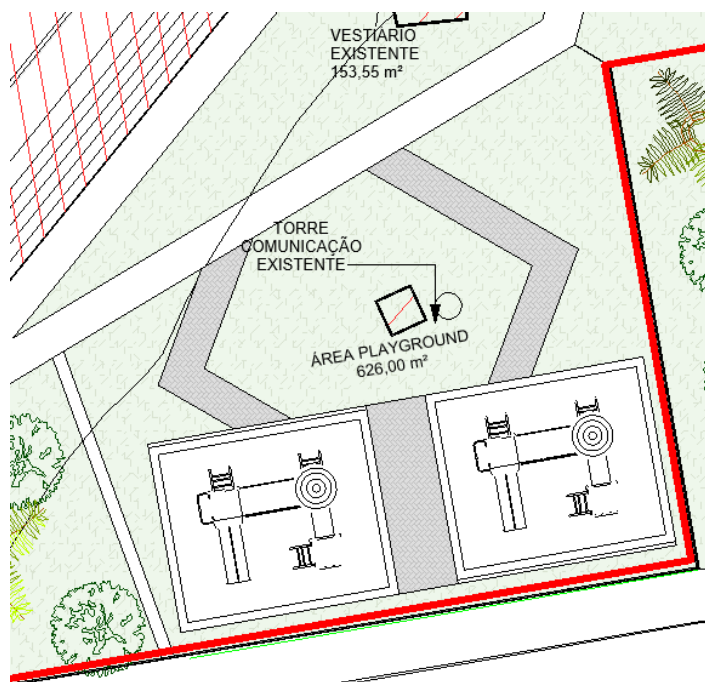 VESTIÁRIO
EXISTENTE
153,55 m²
TORRE
COMUNICAÇÃO
EXISTENTE
ÁREA PLAYGROUND
626,00 m²